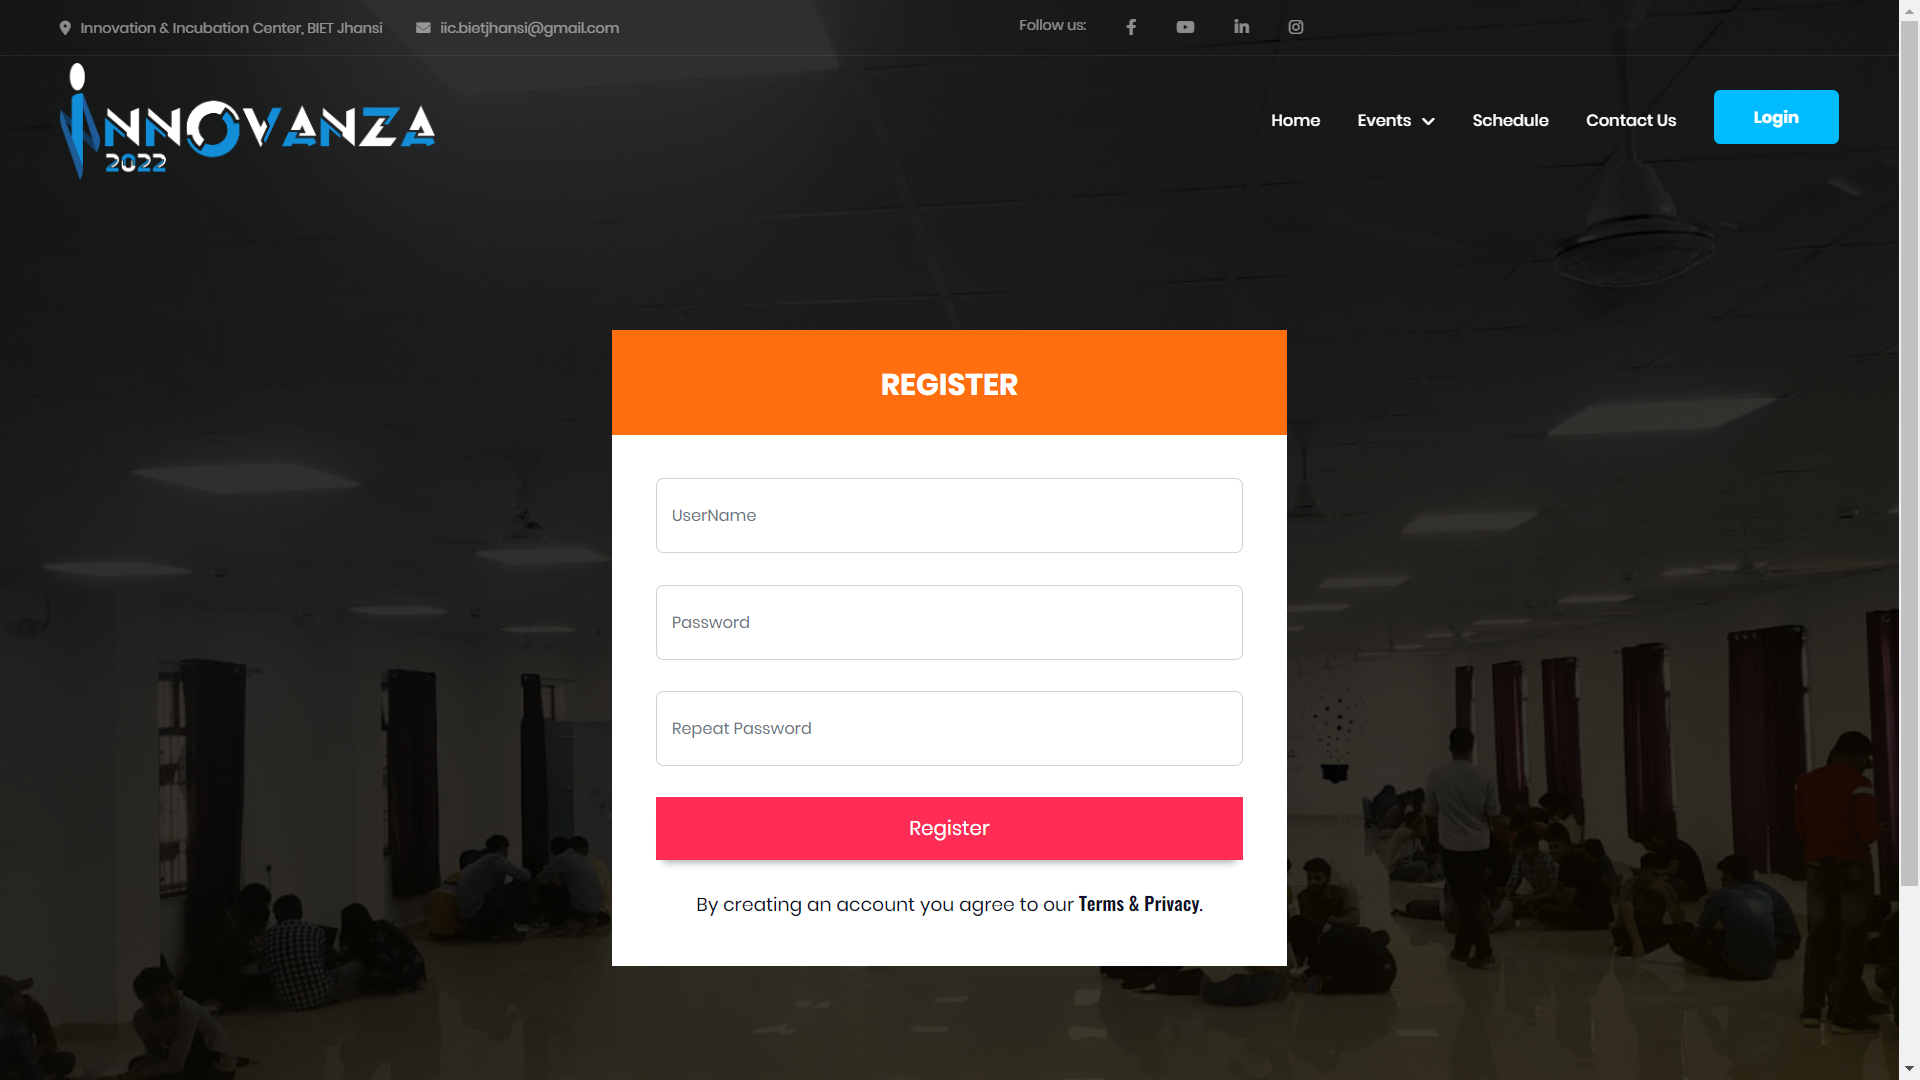 Innovation & Incubation Center, BIET Jhansi
iic.bietjhansi@gmail.com
Follow us:
INNOVANZA
2022
Home
Events
Schedule
Contact Us
Login
REGISTER
UserName
Password
Repeat Password
Register
By creating an account you agree to our Terms & Privacy.